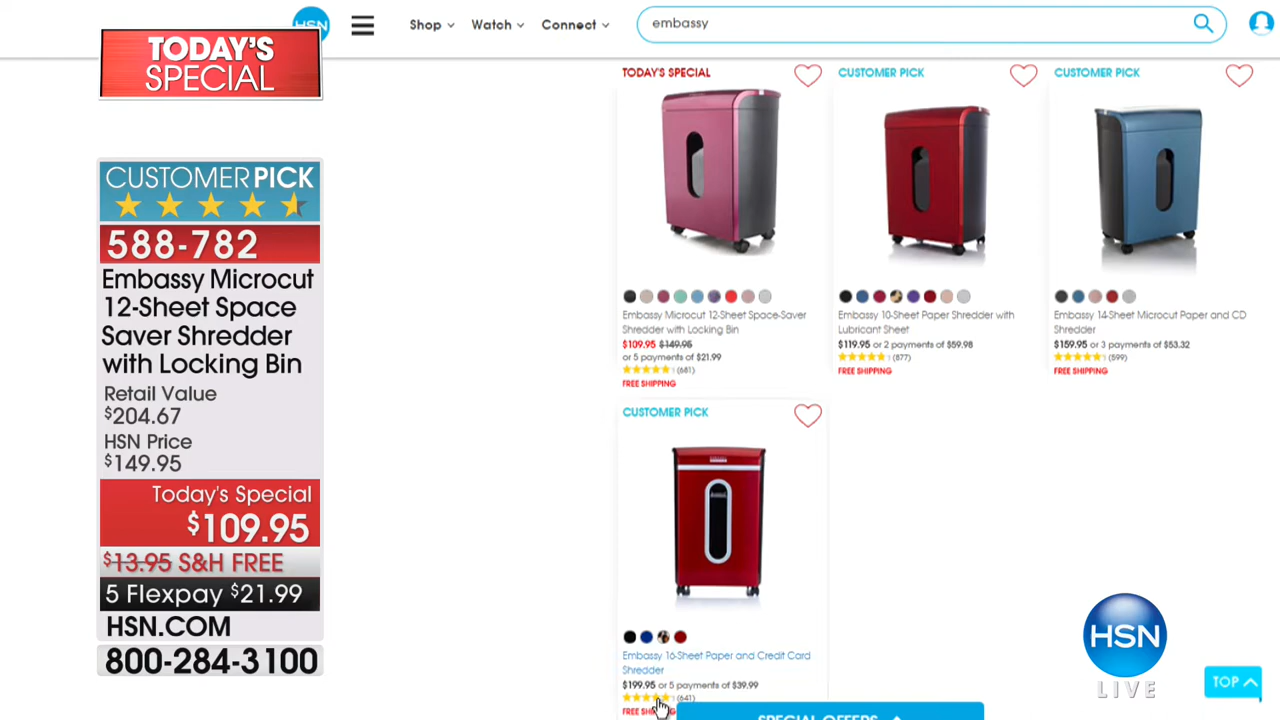 HSN
Shop
Watch
Connect
embassy
TODAY'S
SPECIAL
CUSTOMER PICK
588-782
Embassy Microcut
12-Sheet Space
Saver Shredder
with Locking Bin
Retail Value
$204.67
HSN Price
$149.95
Today's Special
$109.95
$13.95 S&H FREE
5 Flexpay $21.99
HSN.COM
800-284-3100
TODAY'S SPECIAL
Embassy Microcut 12-Sheet Space-Saver
Shredder with Locking Bin
$109.95 $149.95
or 5 payments of $21.99
(681)
FREE SHIPPING
CUSTOMER PICK
Embassy 10-Sheet Paper Shredder with
Lubricant Sheet
$119.95 or 2 payments of $59.98
(877)
FREE SHIPPING
CUSTOMER PICK
Embassy 14-Sheet Microcut Paper and CD
Shredder
$159.95 or 3 payments of $53.32
(599)
FREE SHIPPING
CUSTOMER PICK
Embassy 16-Sheet Paper and Credit Card
Shredder
$199.95 or 5 payments of $39.99
(641)
FREE
SPECIAL OFFERS
HSN
LIVE
TOP